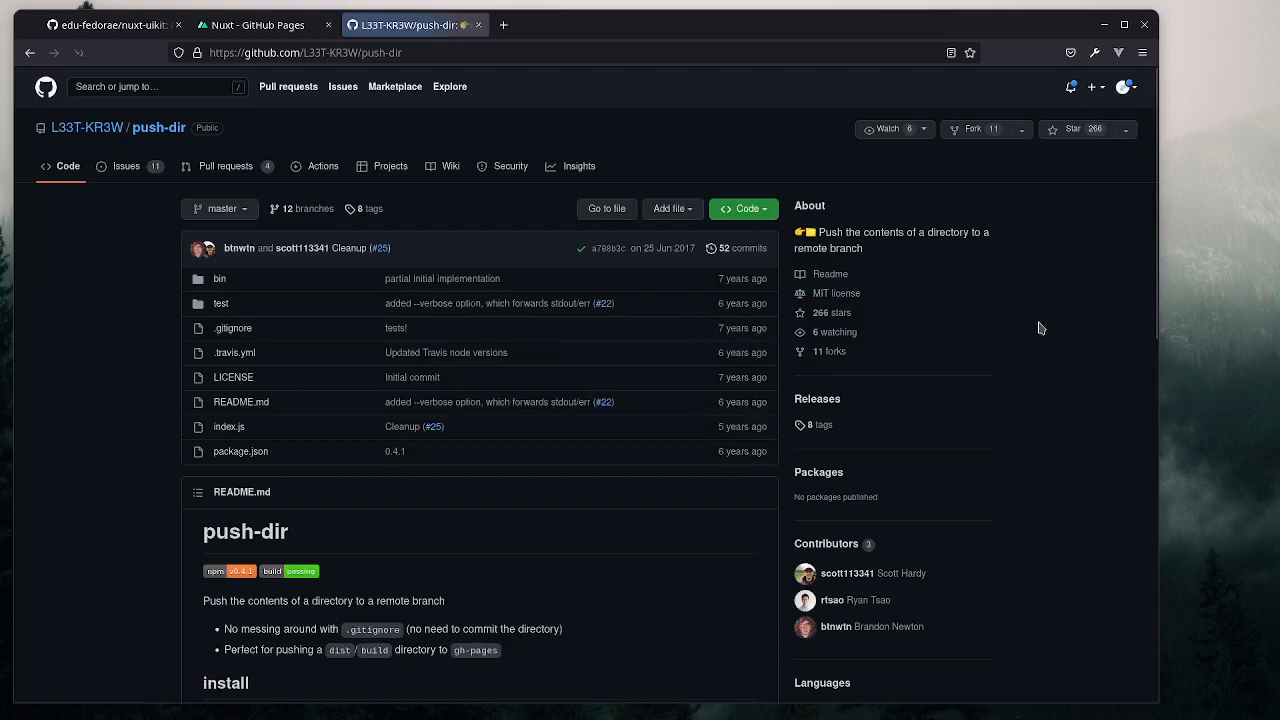 edu-fedorae/nuxt-uikit:
Nuxt - GitHub Pages
L33T-KR3W/push-dir:
https://github.com/L33T-KR3W/push-dir
Search or jump to…
/
Pull requests
Issues
Marketplace
Explore
L33T-KR3W / push-dir
Public
Watch 6
Fork 11
Star 266
Code
Issues 11
Pull requests 4
Actions
Projects
Wiki
Security
Insights
master
12 branches
8 tags
Go to file
Add file
Code
btnwtn and scott113341 Cleanup (#25)
a798b3c on 25 Jun 2017
52 commits
bin partial initial implementation 7 years ago
test added --verbose option, which forwards stdout/err (#22) 6 years ago
.gitignore tests! 7 years ago
.travis.yml Updated Travis node versions 6 years ago
LICENSE Initial commit 7 years ago
README.md added --verbose option, which forwards stdout/err (#22) 6 years ago
index.js Cleanup (#25) 5 years ago
package.json 0.4.1 6 years ago
README.md
push-dir
npm v0.4.1 build passing
Push the contents of a directory to a remote branch
• No messing around with .gitignore (no need to commit the directory)
• Perfect for pushing a dist/build directory to gh-pages
install
About
👉📁 Push the contents of a directory to a
remote branch
Readme
MIT license
266 stars
6 watching
11 forks
Releases
8 tags
Packages
No packages published
Contributors 3
scott113341 Scott Hardy
rtsao Ryan Tsao
btnwtn Brandon Newton
Languages